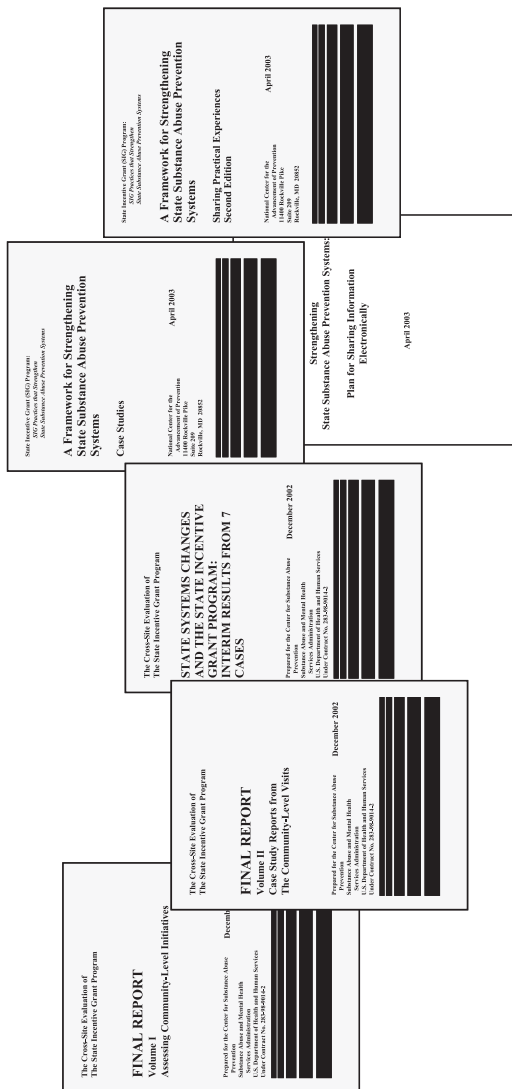 State Incentive Grant (SIG) Program:
SIG Practices that Strengthen
State Substance Abuse Prevention Systems
A Framework for Strengthening
State Substance Abuse Prevention
Systems
Sharing Practical Experiences
Second Edition
April 2003
National Center for the
Advancement of Prevention
11400 Rockville Pike
Suite 209
Rockville, MD 20852
Strengthening
State Substance Abuse Prevention Systems:
Plan for Sharing Information
Electronically
April 2003
State Incentive Grant (SIG) Program:
SIG Practices that Strengthen
State Substance Abuse Prevention Systems
A Framework for Strengthening
State Substance Abuse Prevention
Systems
Case Studies
April 2003
National Center for the
Advancement of Prevention
11400 Rockville Pike
Suite 209
Rockville, MD 20852
The Cross-Site Evaluation of
The State Incentive Grant Program
STATE SYSTEMS CHANGES
AND THE STATE INCENTIVE
GRANT PROGRAM:
INTERIM RESULTS FROM 7
CASES
December 2002
Prepared for the Center for Substance Abuse
Prevention
Substance Abuse and Mental Health
Services Administration
U.S. Department of Health and Human Services
Under Contract No. 283-98-9014-2
The Cross-Site Evaluation of
The State Incentive Grant Program
FINAL REPORT
Volume II
Case Study Reports from
The Community-Level Visits
December 2002
Prepared for the Center for Substance Abuse
Prevention
Substance Abuse and Mental Health
Services Administration
U.S. Department of Health and Human Services
Under Contract No. 283-98-9014-2
The Cross-Site Evaluation of
The State Incentive Grant Program
FINAL REPORT
Volume I
Assessing Community-Level Initiatives
Decemb
Prepared for the Center for Substance Abuse
Prevention
Substance Abuse and Mental Health
Services Administration
U.S. Department of Health and Human Services
Under Contract No. 283-98-9014-2